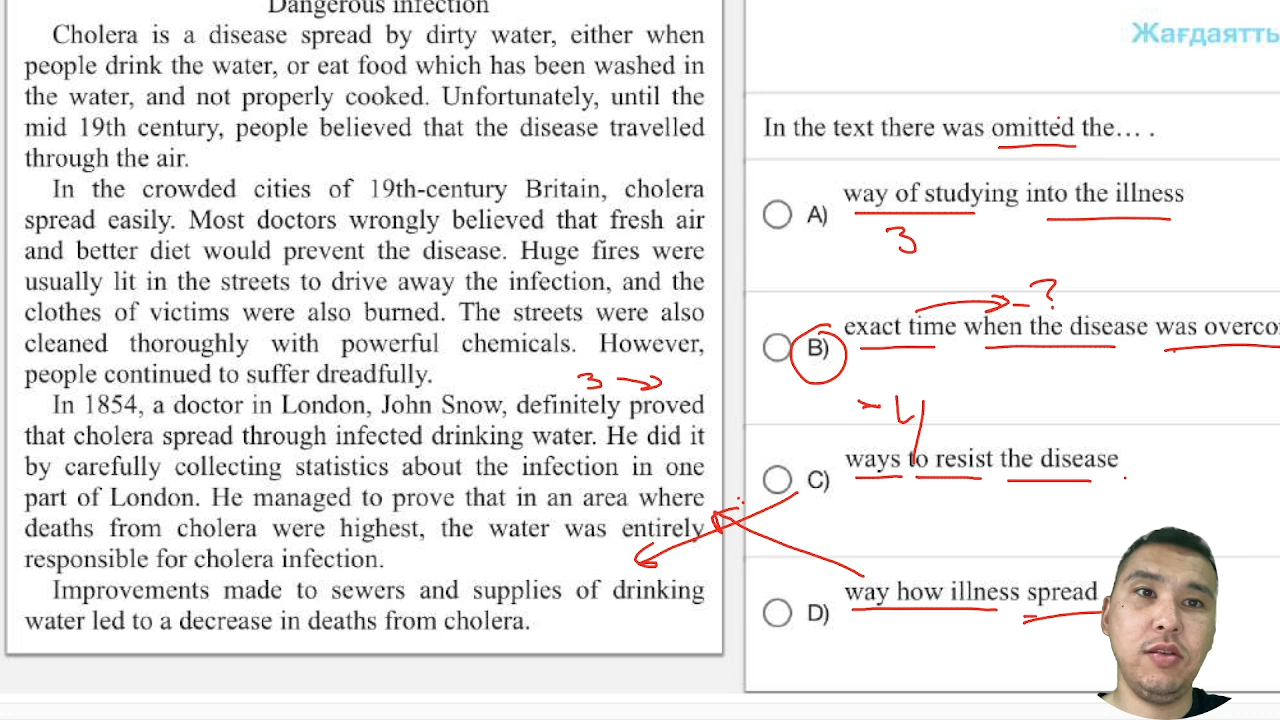 Dangerous infection
Cholera is a disease spread by dirty water, either when
people drink the water, or eat food which has been washed in
the water, and not properly cooked. Unfortunately, until the
mid 19th century, people believed that the disease travelled
through the air.
In the crowded cities of 19th-century Britain, cholera
spread easily. Most doctors wrongly believed that fresh air
and better diet would prevent the disease. Huge fires were
usually lit in the streets to drive away the infection, and the
clothes of victims were also burned. The streets were also
cleaned thoroughly with powerful chemicals. However,
people continued to suffer dreadfully.
3
In 1854, a doctor in London, John Snow, definitely proved
that cholera spread through infected drinking water. He did it
by carefully collecting statistics about the infection in one
part of London. He managed to prove that in an area where
deaths from cholera were highest, the water was entirely
responsible for cholera infection.
Improvements made to sewers and supplies of drinking
water led to a decrease in deaths from cholera.
Жағдаятты
In the text there was omitted the... .
A) way of studying into the illness
3
?
B) exact time when the disease was overco
- 4
C) ways to resist the disease
D) way how illness spread